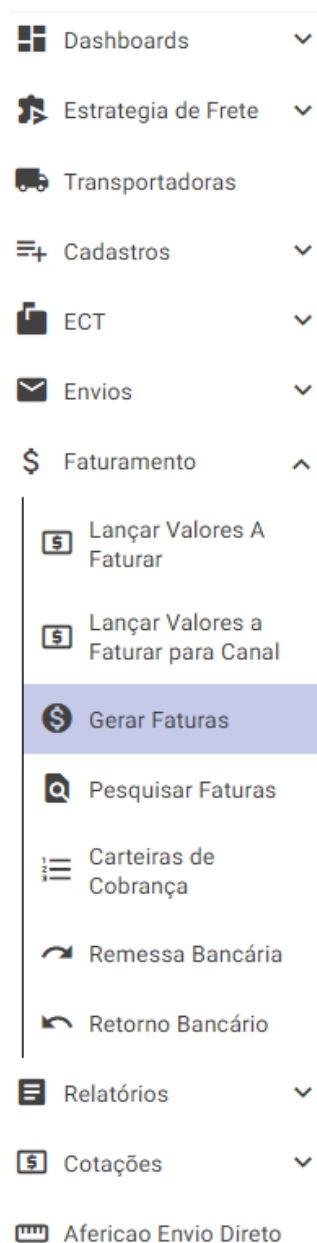 Dashboards
Estrategia de Frete
Transportadoras
Cadastros
ECT
Envios
Faturamento
Lançar Valores A
Faturar
Lançar Valores a
Faturar para Canal
Gerar Faturas
Pesquisar Faturas
Carteiras de
Cobrança
Remessa Bancária
Retorno Bancário
Relatórios
Cotações
Afericao Envio Direto